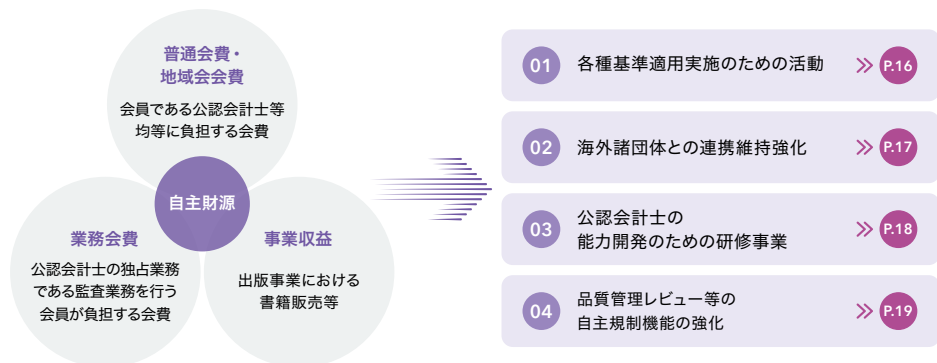 普通会費・
地域会会費
会員である公認会計士等
均等に負担する会費
自主財源
業務会費
公認会計士の独占業務
である監査業務を行う
会員が負担する会費
事業収益
出版事業における
書籍販売等
01 各種基準適用実施のための活動 P.16
02 海外諸団体との連携維持強化 P.17
03 公認会計士の
能力開発のための研修事業 P.18
04 品質管理レビュー等の
自主規制機能の強化 P.19